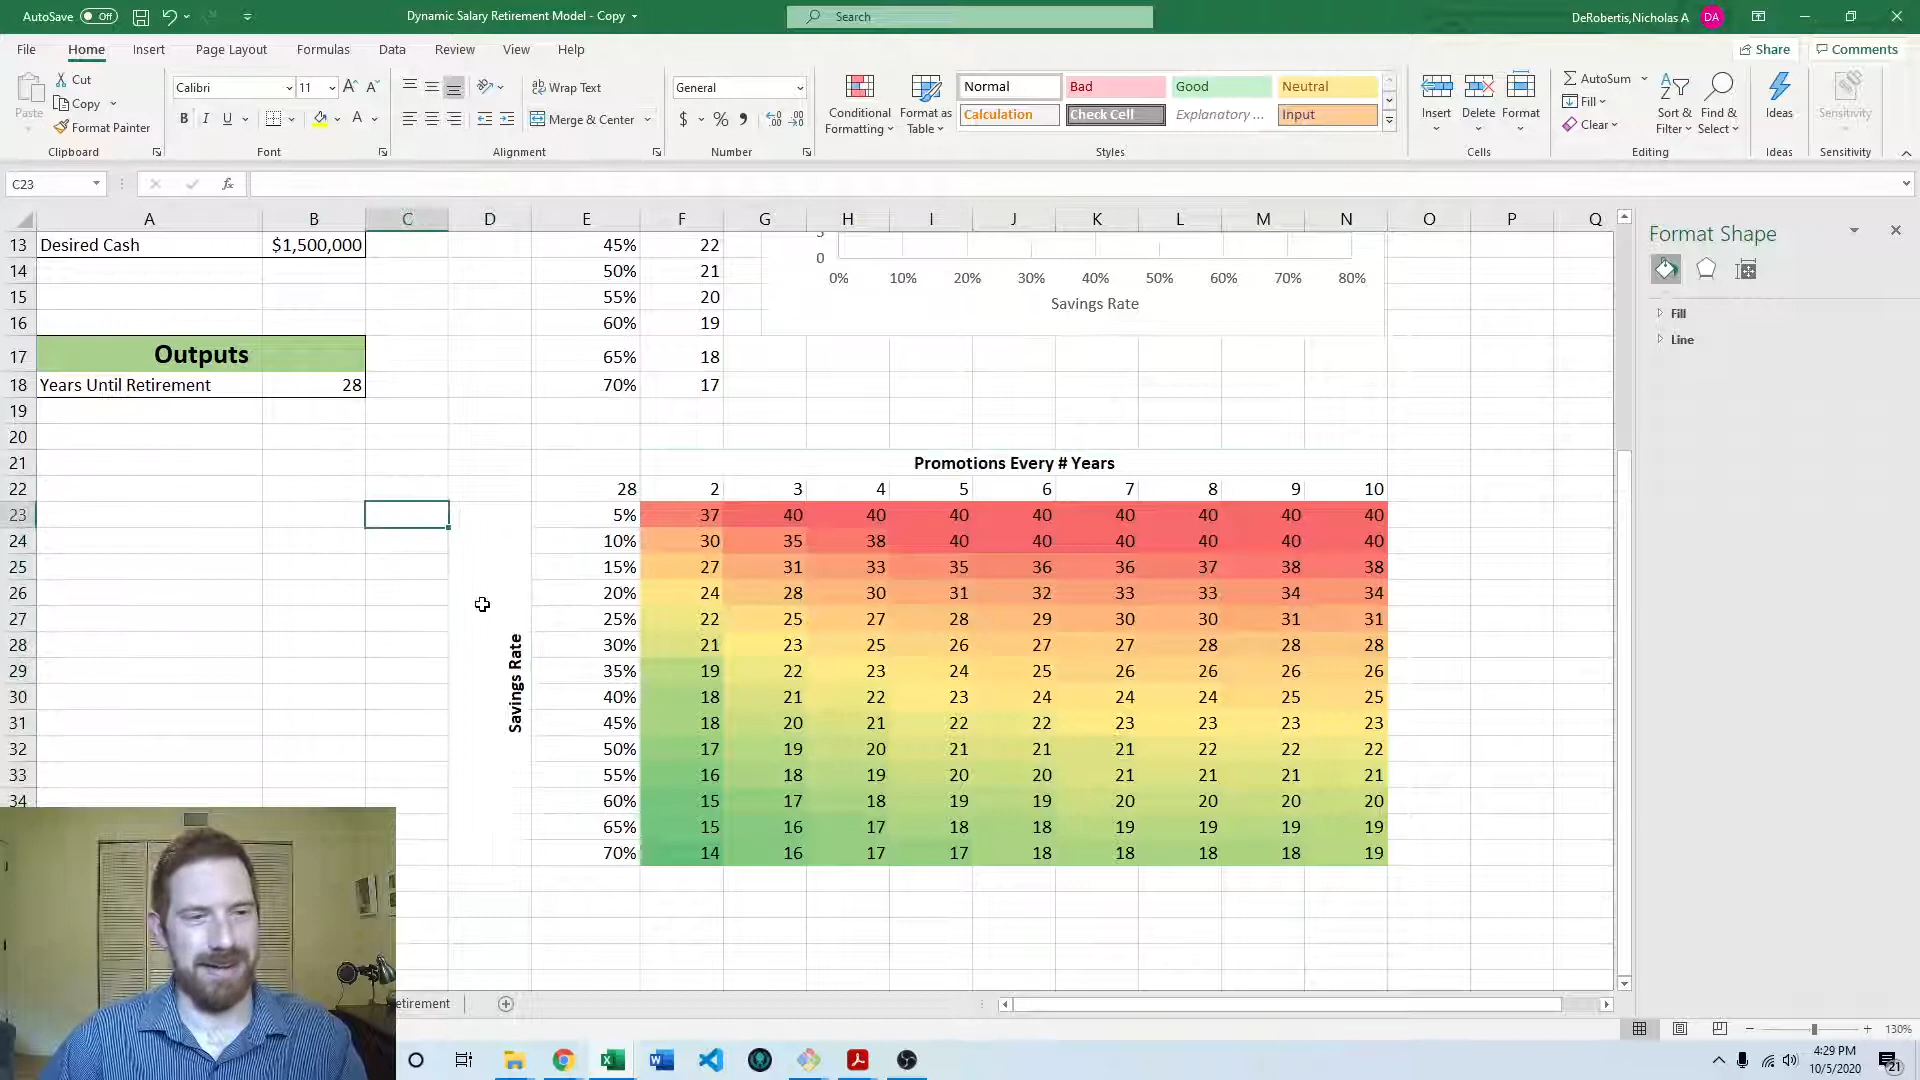 AutoSave Off Dynamic Salary Retirement Model - Copy Search DeRobertis,Nicholas A DA
File Home Insert Page Layout Formulas Data Review View Help Share Comments
Paste Cut Copy Format Painter Clipboard
Calibri 11 A A B I U A Font
Wrap Text Merge & Center Alignment
General $ % Number
Conditional Formatting Format as Table Normal Bad Good Neutral
Calculation Check Cell Explanatory ... Input Styles
Insert Delete Format Cells
AutoSum Fill Clear Sort & Filter Find & Select Editing
Ideas Ideas Sensitivity Sensitivity
C23 fx
A B C D E F G H I J K L M N O P Q
13 Desired Cash $1,500,000 45% 22
14 50% 21
15 55% 20
16 60% 19
17 Outputs 65% 18
18 Years Until Retirement 28 70% 17
0
0% 10% 20% 30% 40% 50% 60% 70% 80%
Savings Rate
19
20
21 Promotions Every # Years
22 28 2 3 4 5 6 7 8 9 10
23 5% 37 40 40 40 40 40 40 40 40
24 10% 30 35 38 40 40 40 40 40 40
25 15% 27 31 33 35 36 36 37 38 38
26 20% 24 28 30 31 32 33 33 34 34
27 25% 22 25 27 28 29 30 30 31 31
28 30% 21 23 25 26 27 27 28 28 28
29 35% 19 22 23 24 25 26 26 26 26
30 40% 18 21 22 23 24 24 24 25 25
31 45% 18 20 21 22 22 23 23 23 23
32 50% 17 19 20 21 21 21 22 22 22
33 55% 16 18 19 20 20 21 21 21 21
34 60% 15 17 18 19 19 20 20 20 20
65% 15 16 17 18 18 19 19 19 19
70% 14 16 17 17 18 18 18 18 19
Savings Rate
Format Shape
Fill
Line
etirement
130%
4:29 PM
10/5/2020
21